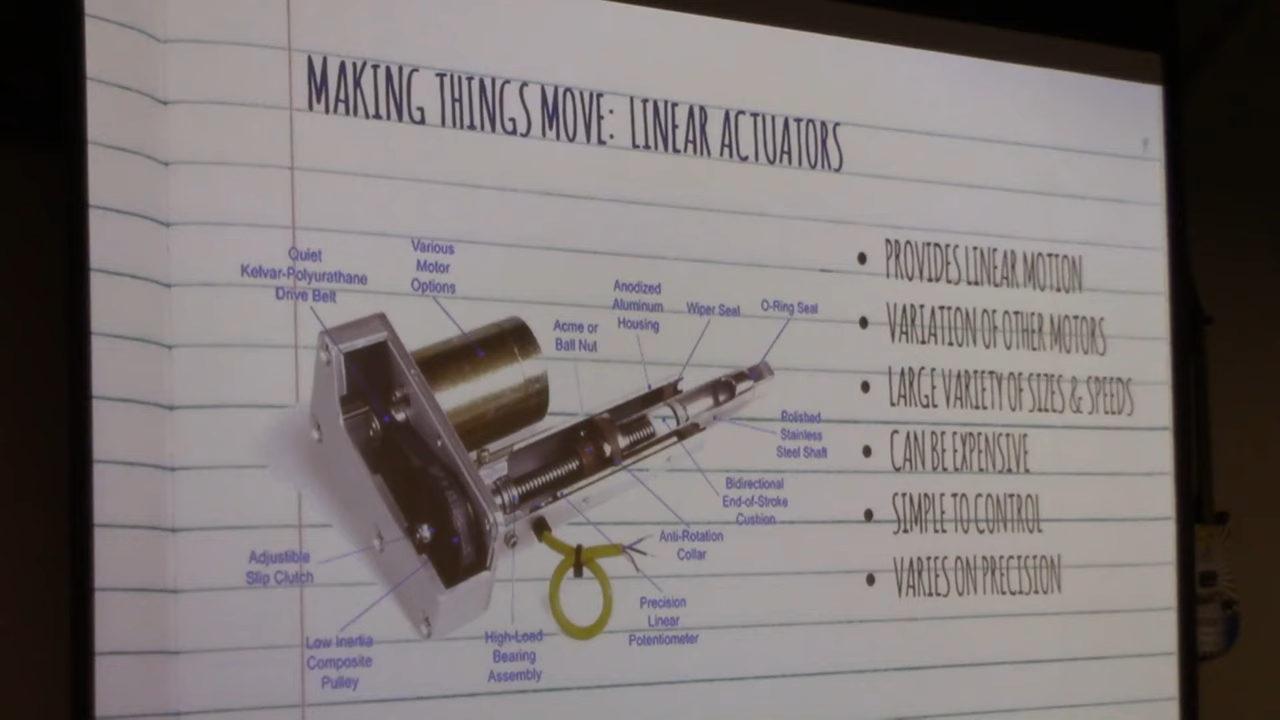 MAKING THINGS MOVE: LINEAR ACTUATORS
Quiet
Kelvar-Polyurathane
Drive Belt
Various
Motor
Options
Acme or
Ball Nut
Anodized
Aluminum
Housing
Wiper Seal
O-Ring Seal
Polished
Stainless
Steel Shaft
Bidirectional
End-of-Stroke
Cushion
Anti-Rotation
Collar
Precision
Linear
Potentiometer
High-Load
Bearing
Assembly
Low Inertia
Composite
Pulley
Adjustible
Slip Clutch
• PROVIDES LINEAR MOTION
• VARIATION OF OTHER MOTORS
• LARGE VARIETY OF SIZES & SPEEDS
• CAN BE EXPENSIVE
• SIMPLE TO CONTROL
• VARIES ON PRECISION